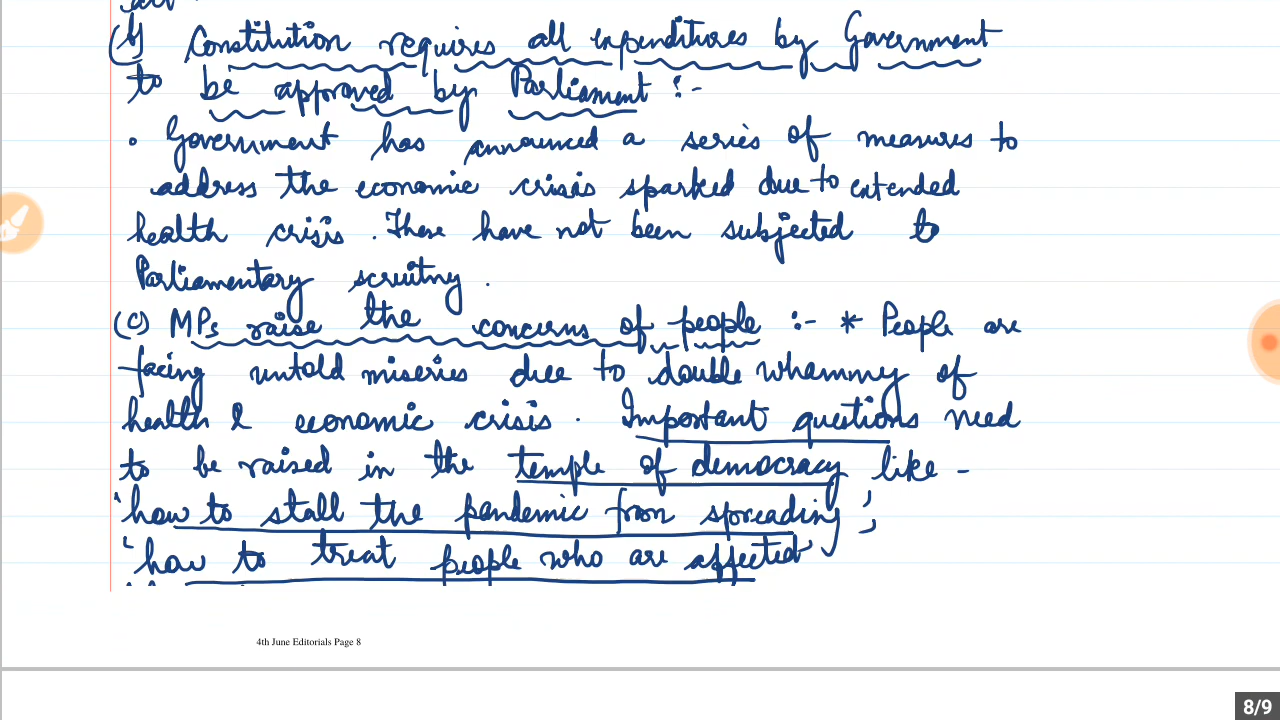 (b) Constitution requires all expenditures by Government
to be approved by Parliament :-
• Government has announced a series of measures to
address the economic crisis sparked due to extended
health crisis . These have not been subjected to
Parliamentary scruitny .
(c) MPs raise the concerns of people :- * People are
facing untold miseries due to double whammy of
health & economic crisis . Important questions need
to be raised in the temple of democracy like -
'how to stall the pandemic from spreading',
'how to treat people who are affected'
4th June Editorials Page 8
8/9